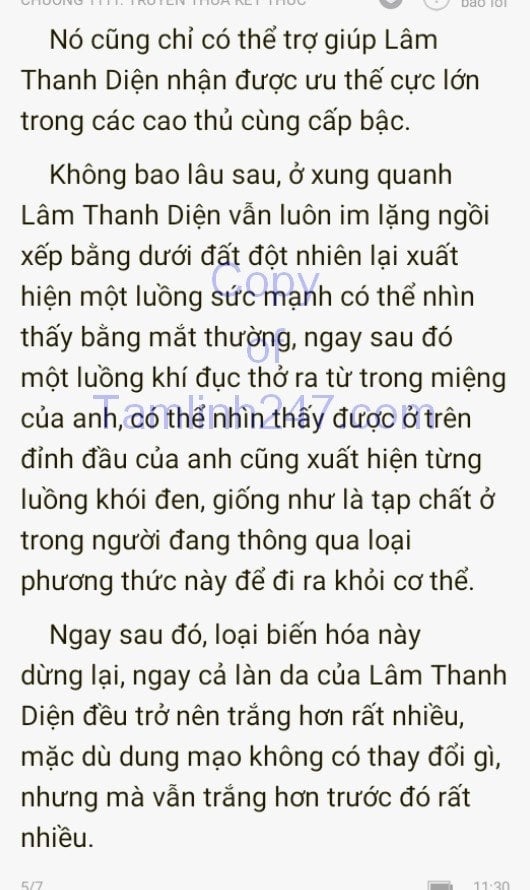 CHƯƠNG 1111: TRUYỀN THỪA KẾT THÚC
báo lỗi
Nó cũng chỉ có thể trợ giúp Lâm
Thanh Diện nhận được ưu thế cực lớn
trong các cao thủ cùng cấp bậc.
Không bao lâu sau, ở xung quanh
Lâm Thanh Diện vẫn luôn im lặng ngồi
xếp bằng dưới đất đột nhiên lại xuất
hiện một luồng sức mạnh có thể nhìn
thấy bằng mắt thường, ngay sau đó
một luồng khí đục thở ra từ trong miệng
của anh, có thể nhìn thấy được ở trên
đỉnh đầu của anh cũng xuất hiện từng
luồng khói đen, giống như là tạp chất ở
trong người đang thông qua loại
phương thức này để đi ra khỏi cơ thể.
Ngay sau đó, loại biến hóa này
dừng lại, ngay cả làn da của Lâm Thanh
Diện đều trở nên trắng hơn rất nhiều,
mặc dù dung mạo không có thay đổi gì,
nhưng mà vẫn trắng hơn trước đó rất
nhiều.
Copy
of
Tamlinh247.com
5/7
11:30